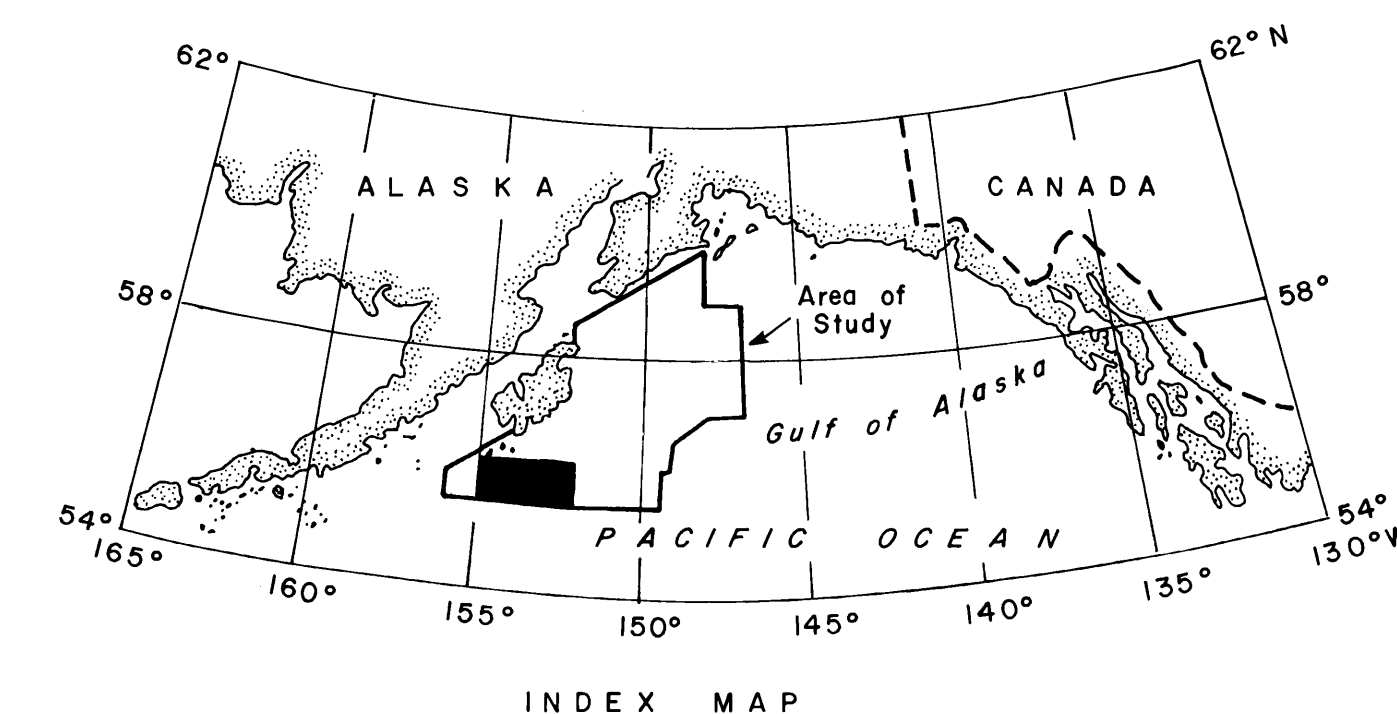 62°
62° N
ALASKA
CANADA
58°
58°
Area of
Study
Gulf of Alaska
54°
54°
PACIFIC OCEAN
165°
160°
155°
150°
145°
140°
135°
130°W
INDEX MAP